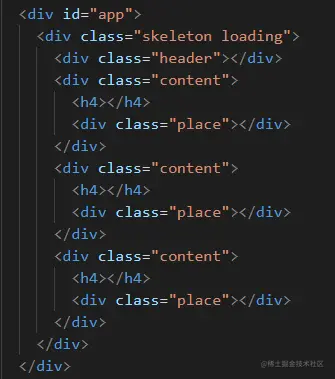 <div id="app">
<div class="skeleton loading">
<div class="header"></div>
<div class="content">
<h4></h4>
<div class="place"></div>
</div>
<div class="content">
<h4></h4>
<div class="place"></div>
</div>
<div class="content">
<h4></h4>
<div class="place"></div>
</div>
</div>
</div>
@稀土掘金技术社区